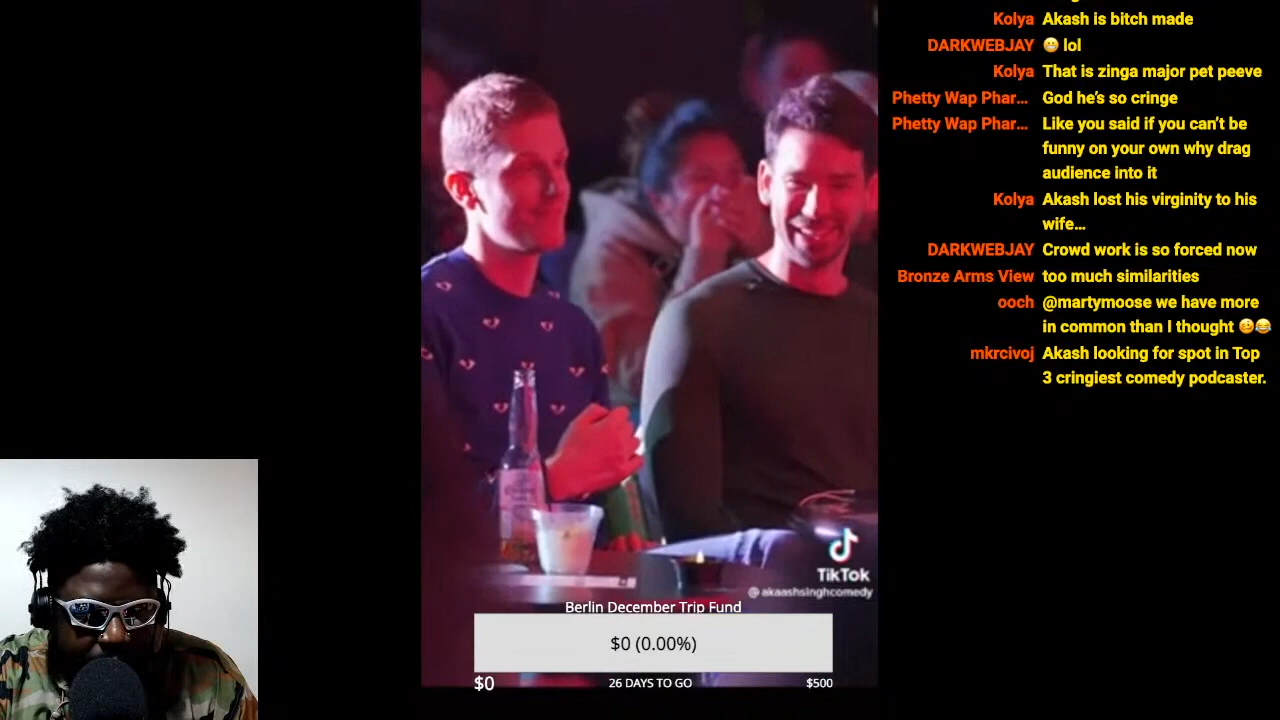 Kolya Akash is bitch made
DARKWEBJAY 😬 lol
Kolya That is zinga major pet peeve
Phetty Wap Phar... God he's so cringe
Phetty Wap Phar... Like you said if you can't be
funny on your own why drag
audience into it
Kolya Akash lost his virginity to his
wife...
DARKWEBJAY Crowd work is so forced now
Bronze Arms View too much similarities
ooch @martymoose we have more
in common than I thought 🤕😂
mkrcivoj Akash looking for spot in Top
3 cringiest comedy podcaster.
TikTok
@akaashsinghcomedy
Berlin December Trip Fund
$0 (0.00%)
$0 26 DAYS TO GO $500